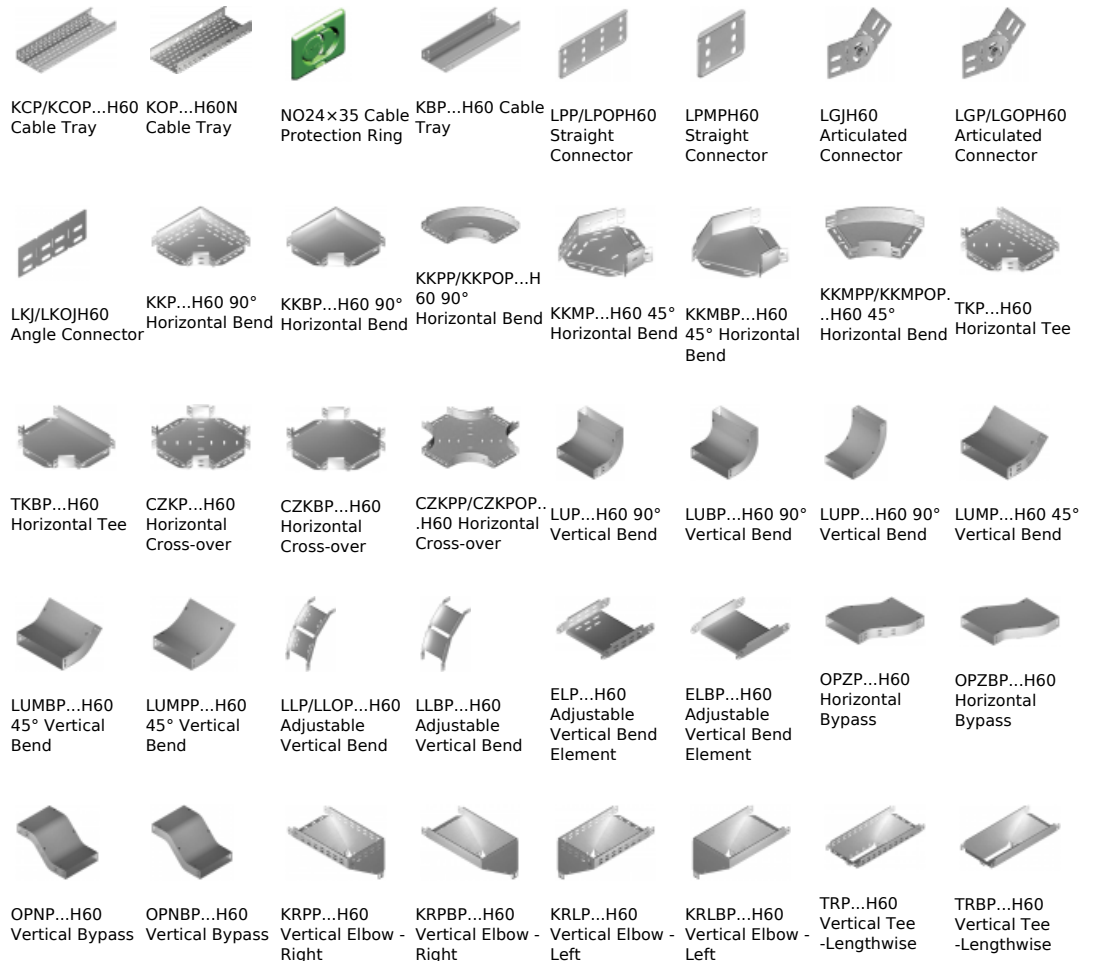 KCP/KCOP...H60
Cable Tray
KOP...H60N
Cable Tray
NO24×35 Cable
Protection Ring
KBP...H60 Cable
Tray
LPP/LPOPH60
Straight
Connector
LPMPH60
Straight
Connector
LGJH60
Articulated
Connector
LGP/LGOPH60
Articulated
Connector
LKJ/LKOJH60
Angle Connector
KKP...H60 90°
Horizontal Bend
KKBP...H60 90°
Horizontal Bend
KKPP/KKPOP...H
60 90°
Horizontal Bend
KKMP...H60 45°
Horizontal Bend
KKMBP...H60
45° Horizontal
Bend
KKMPP/KKMPOP.
..H60 45°
Horizontal Bend
TKP...H60
Horizontal Tee
TKBP...H60
Horizontal Tee
CZKP...H60
Horizontal
Cross-over
CZKBP...H60
Horizontal
Cross-over
CZKPP/CZKPOP..
.H60 Horizontal
Cross-over
LUP...H60 90°
Vertical Bend
LUBP...H60 90°
Vertical Bend
LUPP...H60 90°
Vertical Bend
LUMP...H60 45°
Vertical Bend
LUMBP...H60
45° Vertical
Bend
LUMPP...H60
45° Vertical
Bend
LLP/LLOP...H60
Adjustable
Vertical Bend
LLBP...H60
Adjustable
Vertical Bend
ELP...H60
Adjustable
Vertical Bend
Element
ELBP...H60
Adjustable
Vertical Bend
Element
OPZP...H60
Horizontal
Bypass
OPZBP...H60
Horizontal
Bypass
OPNP...H60
Vertical Bypass
OPNBP...H60
Vertical Bypass
KRPP...H60
Vertical Elbow -
Right
KRPBP...H60
Vertical Elbow -
Right
KRLP...H60
Vertical Elbow -
Left
KRLBP...H60
Vertical Elbow -
Left
TRP...H60
Vertical Tee
-Lengthwise
TRBP...H60
Vertical Tee
-Lengthwise